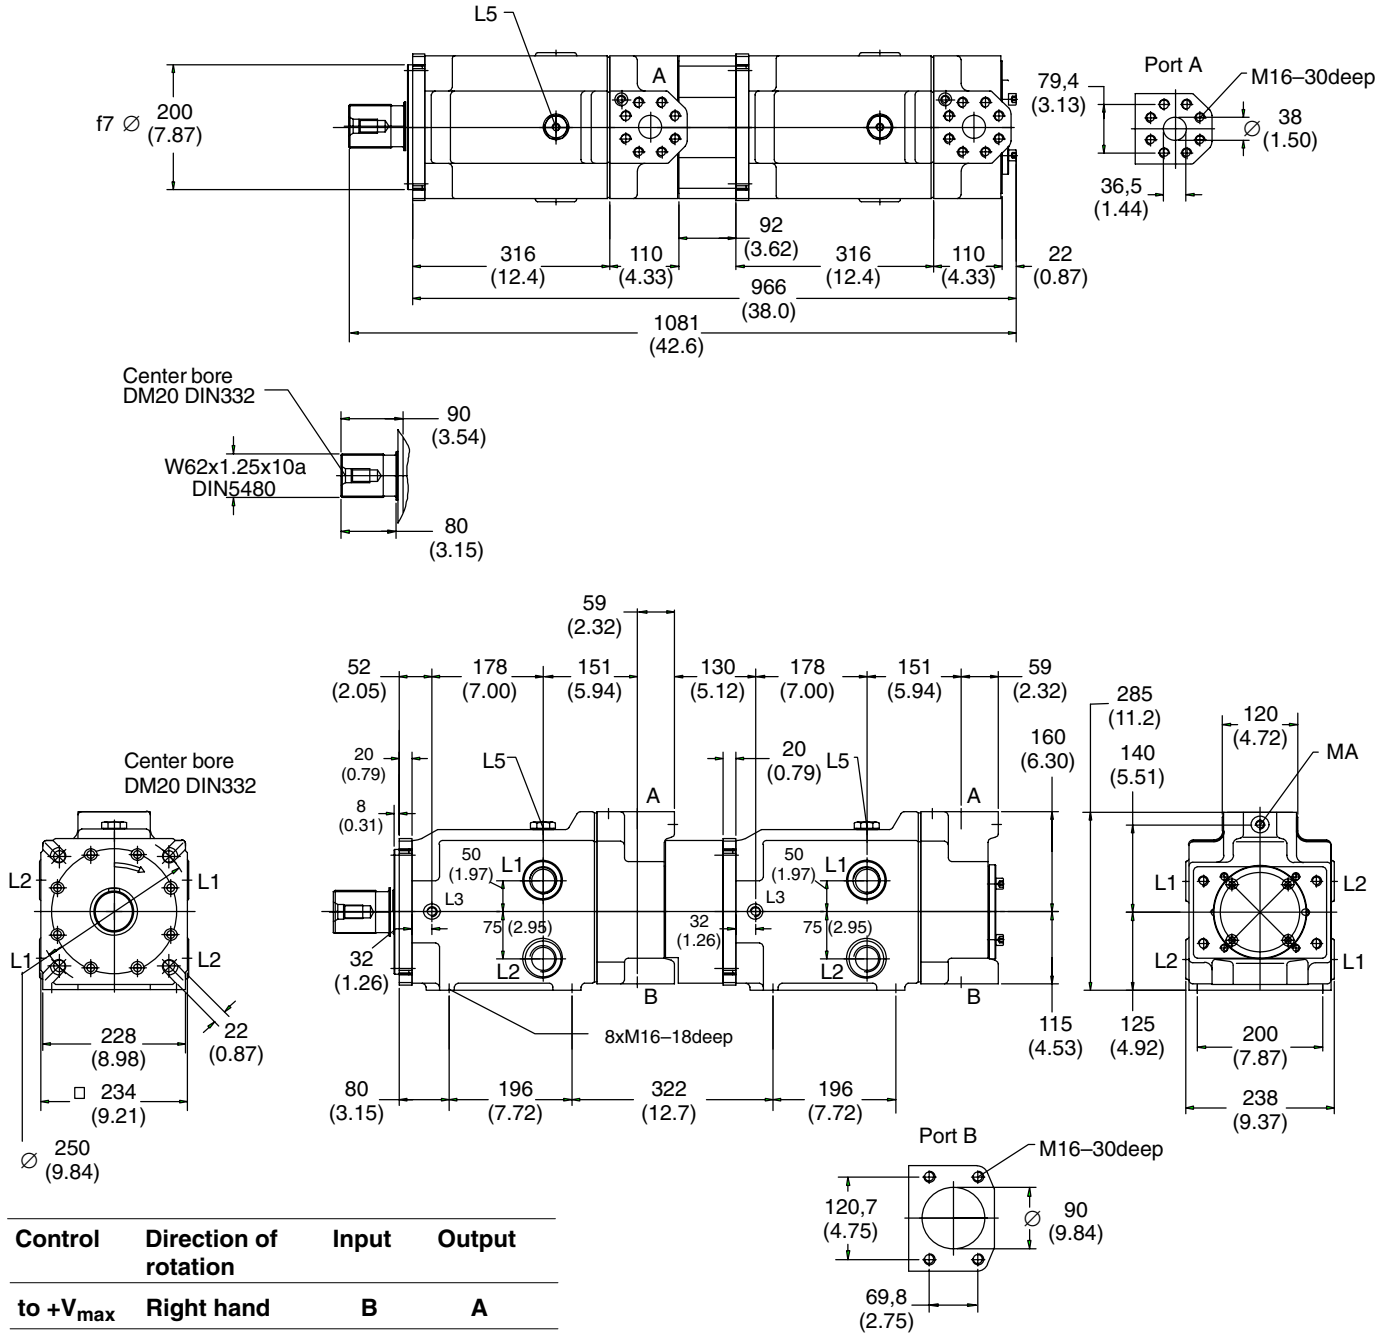 L5
A
f7 Ø 200
(7.87)
92
(3.62)
316
(12.4)
110
(4.33)
316
(12.4)
110
(4.33)
22
(0.87)
966
(38.0)
1081
(42.6)
Port A
79,4
(3.13)
M16–30deep
Ø 38
(1.50)
36,5
(1.44)
Center bore
DM20 DIN332
90
(3.54)
W62x1.25x10a
DIN5480
80
(3.15)
59
(2.32)
52
(2.05)
178
(7.00)
151
(5.94)
130
(5.12)
178
(7.00)
151
(5.94)
59
(2.32)
20
(0.79)
8
(0.31)
L5
A
20
(0.79)
L5
A
160
(6.30)
50
(1.97)
L1
L3
75 (2.95)
L2
32
(1.26)
B
50
(1.97)
L1
32
(1.26)
75 (2.95)
L2
B
115
(4.53)
8xM16–18deep
80
(3.15)
196
(7.72)
322
(12.7)
196
(7.72)
Center bore
DM20 DIN332
L2
L1
L1
L2
22
(0.87)
228
(8.98)
□ 234
(9.21)
Ø 250
(9.84)
285
(11.2)
120
(4.72)
140
(5.51)
MA
L1
L2
L2
L1
125
(4.92)
200
(7.87)
238
(9.37)
Port B
M16–30deep
120,7
(4.75)
Ø 90
(9.84)
69,8
(2.75)
Control Direction of rotation Input Output
to +Vmax Right hand B A